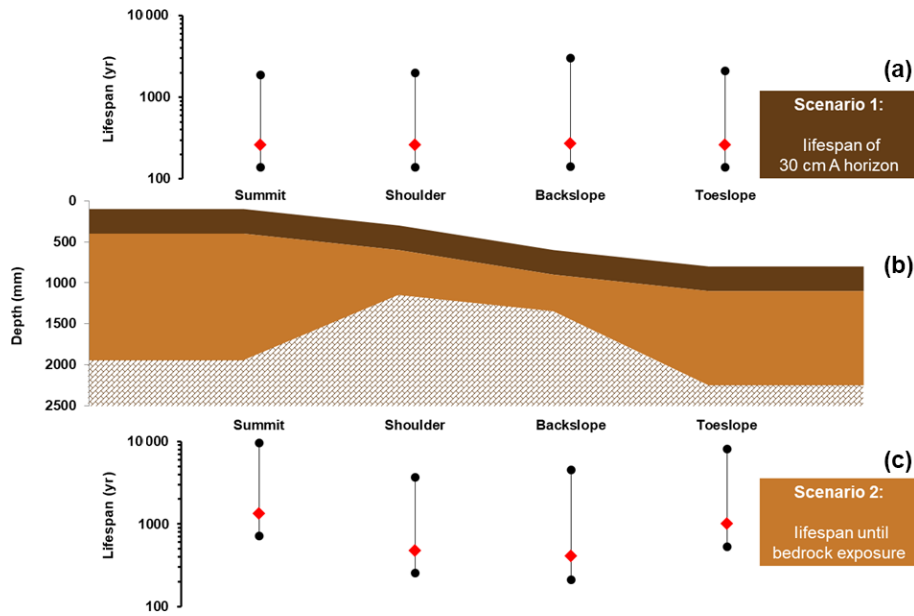 10 000
(a)
Lifespan (yr)
1000
100
Scenario 1:
lifespan of
30 cm A horizon
Summit Shoulder Backslope Toeslope
0
500
1000
1500
2000
2500
Depth (mm)
(b)
Summit Shoulder Backslope Toeslope
10 000
(c)
Lifespan (yr)
1000
100
Scenario 2:
lifespan until
bedrock exposure